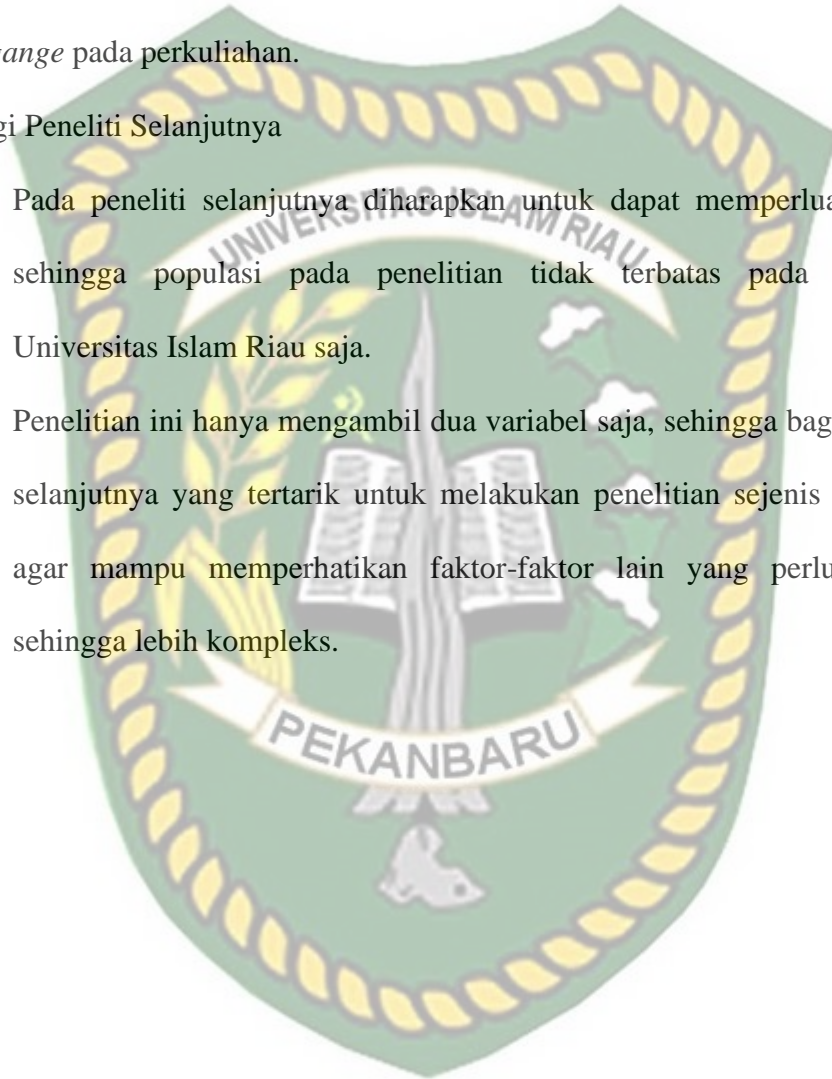 ange pada perkuliahan.
gi Peneliti Selanjutnya
Pada peneliti selanjutnya diharapkan untuk dapat memperlua
UNIVERSITAS ISLAM RIAU
sehingga populasi pada penelitian tidak terbatas pada
Universitas Islam Riau saja.
Penelitian ini hanya mengambil dua variabel saja, sehingga bag
selanjutnya yang tertarik untuk melakukan penelitian sejenis
agar mampu memperhatikan faktor-faktor lain yang perlu
sehingga lebih kompleks.
PEKANBARU